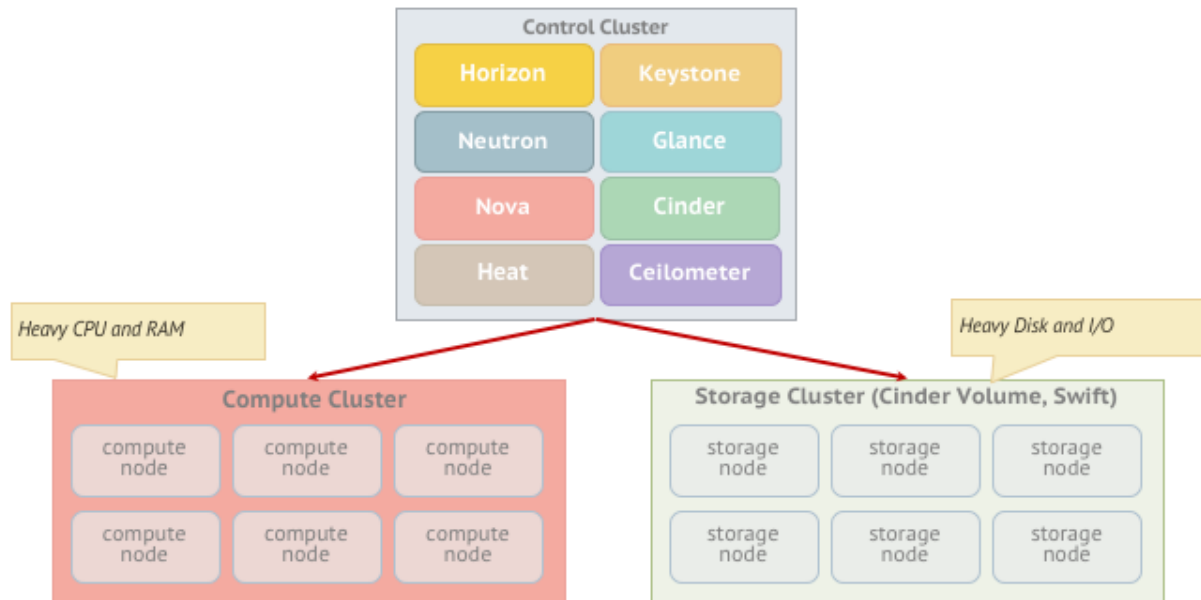 Control Cluster
Horizon
Keystone
Neutron
Glance
Nova
Cinder
Heat
Ceilometer
Heavy CPU and RAM
Heavy Disk and I/O
Compute Cluster
compute
node
compute
node
compute
node
compute
node
compute
node
compute
node
Storage Cluster (Cinder Volume, Swift)
storage
node
storage
node
storage
node
storage
node
storage
node
storage
node